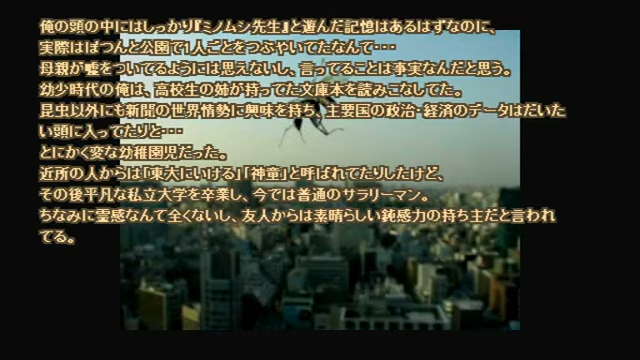 俺の頭の中にはしっかり『ミノムシ先生』と遊んだ記憶はあるはずなのに、
実際はぽつんと公園で1人ごとをつぶやいてたなんて･･･
母親が嘘をついてるようには思えないし、言ってることは事実なんだと思う。
幼少時代の俺は、高校生の姉が持ってた文庫本を読みこなしてた。
昆虫以外にも新聞の世界情勢に興味を持ち、主要国の政治･経済のデータはだいた
い頭に入ってたりと･･･
とにかく変な幼稚園児だった。
近所の人からは「東大にいける」「神童」と呼ばれてたりしたけど、
その後平凡な私立大学を卒業し、今では普通のサラリーマン。
ちなみに霊感なんて全くないし、友人からは素晴らしい鈍感力の持ち主だと言われ
てる。